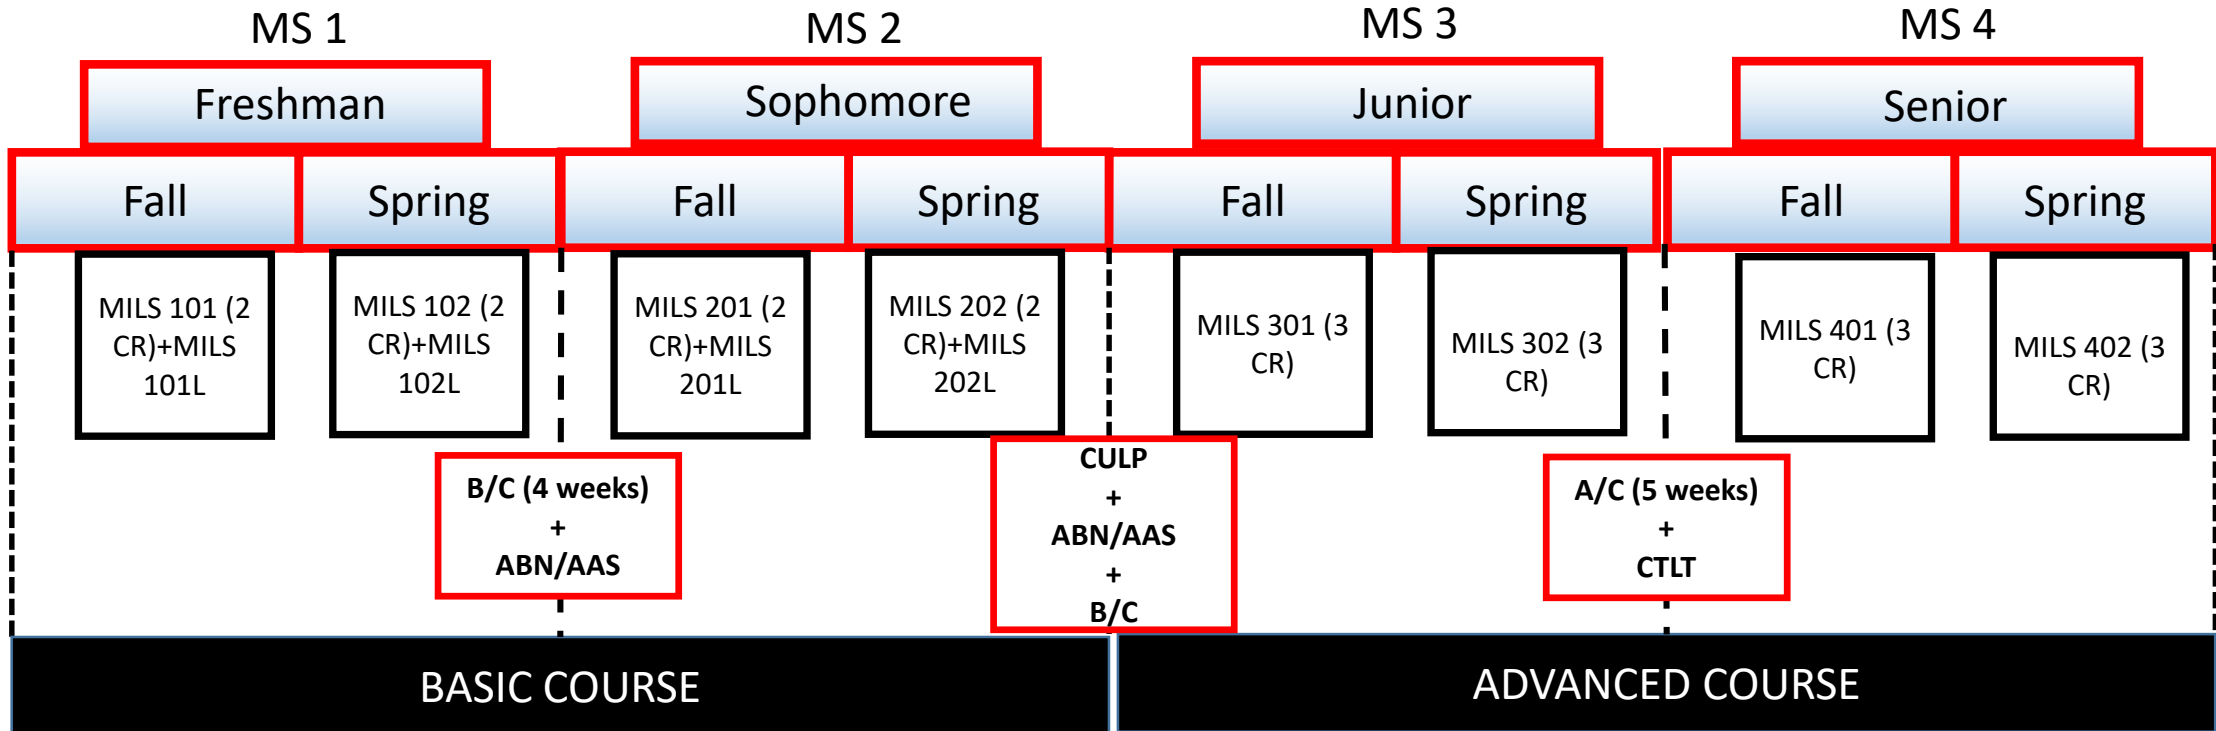 MS 1
MS 2
MS 3
MS 4
Freshman
Sophomore
Junior
Senior
Fall
Spring
Fall
Spring
Fall
Spring
Fall
Spring
MILS 101 (2
CR)+MILS
101L
MILS 102 (2
CR)+MILS
102L
MILS 201 (2
CR)+MILS
201L
MILS 202 (2
CR)+MILS
202L
MILS 301 (3
CR)
MILS 302 (3
CR)
MILS 401 (3
CR)
MILS 402 (3
CR)
B/C (4 weeks)
+
ABN/AAS
CULP
+
ABN/AAS
+
B/C
A/C (5 weeks)
+
CTLT
BASIC COURSE
ADVANCED COURSE